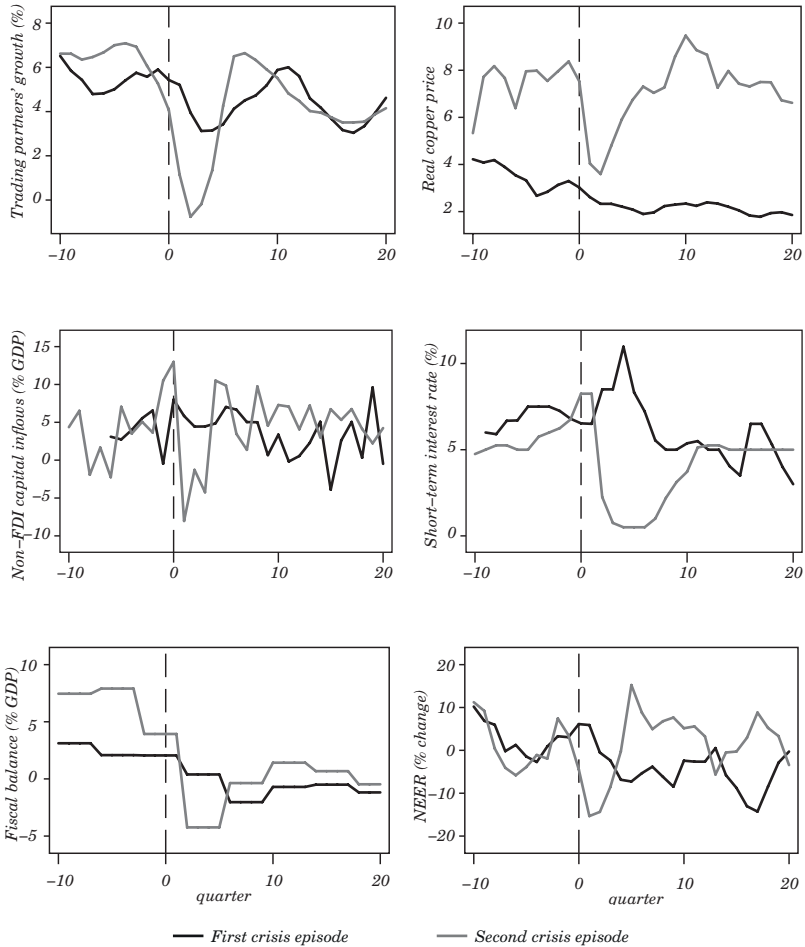 Trading partners' growth (%)
8
6
4
2
0
−10 0 10 20
Real copper price
10
8
6
4
2
−10 0 10 20
Non−FDI capital inflows (% GDP)
15
10
5
0
−5
−10
−10 0 10 20
Short−term interest rate (%)
10
5
0
−10 0 10 20
Fiscal balance (% GDP)
10
5
0
−5
−10 0 10 20
quarter
NEER (% change)
20
10
0
−10
−20
−10 0 10 20
quarter
First crisis episode Second crisis episode